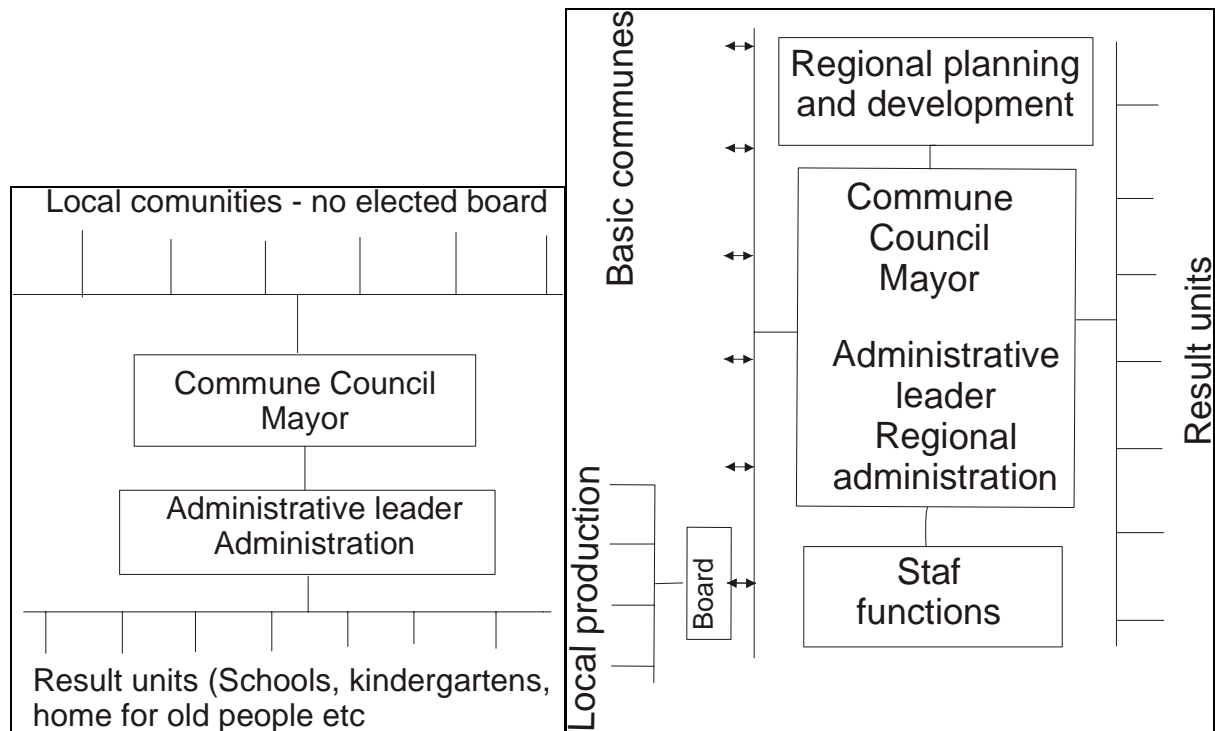 Local comunities - no elected board
Commune Council
Mayor
Administrative leader
Administration
Result units (Schools, kindergartens,
home for old people etc
Basic communes
Local production
Board
Regional planning
and development
Commune
Council
Mayor
Administrative
leader
Regional
administration
Staf
functions
Result units